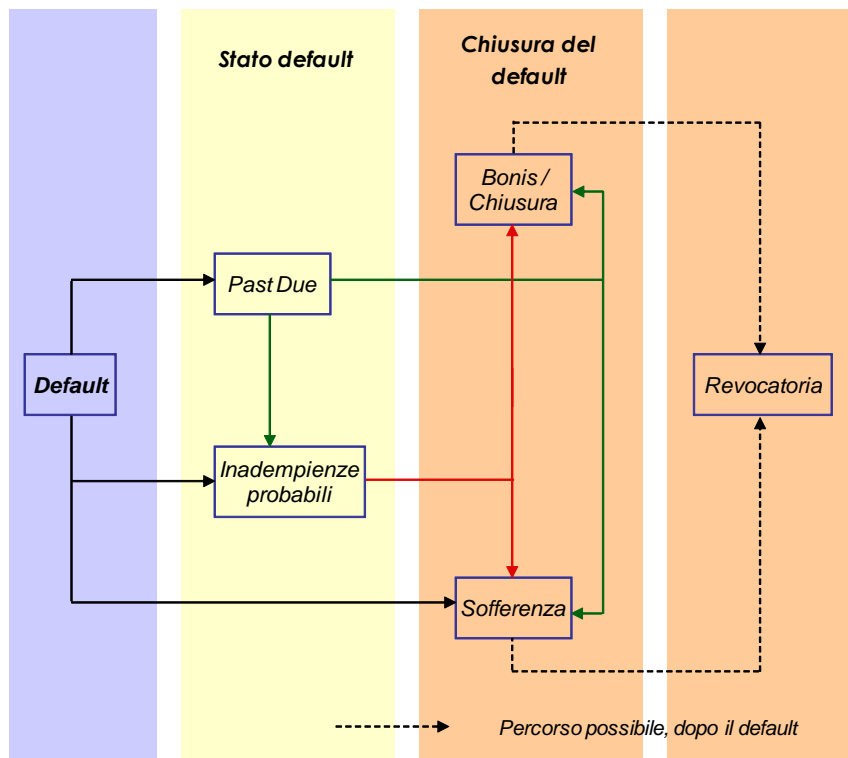 Stato default
Chiusura del
default
Bonis /
Chiusura
Past Due
Default
Revocatoria
Inadempienze
probabili
Sofferenza
Percorso possibile, dopo il default